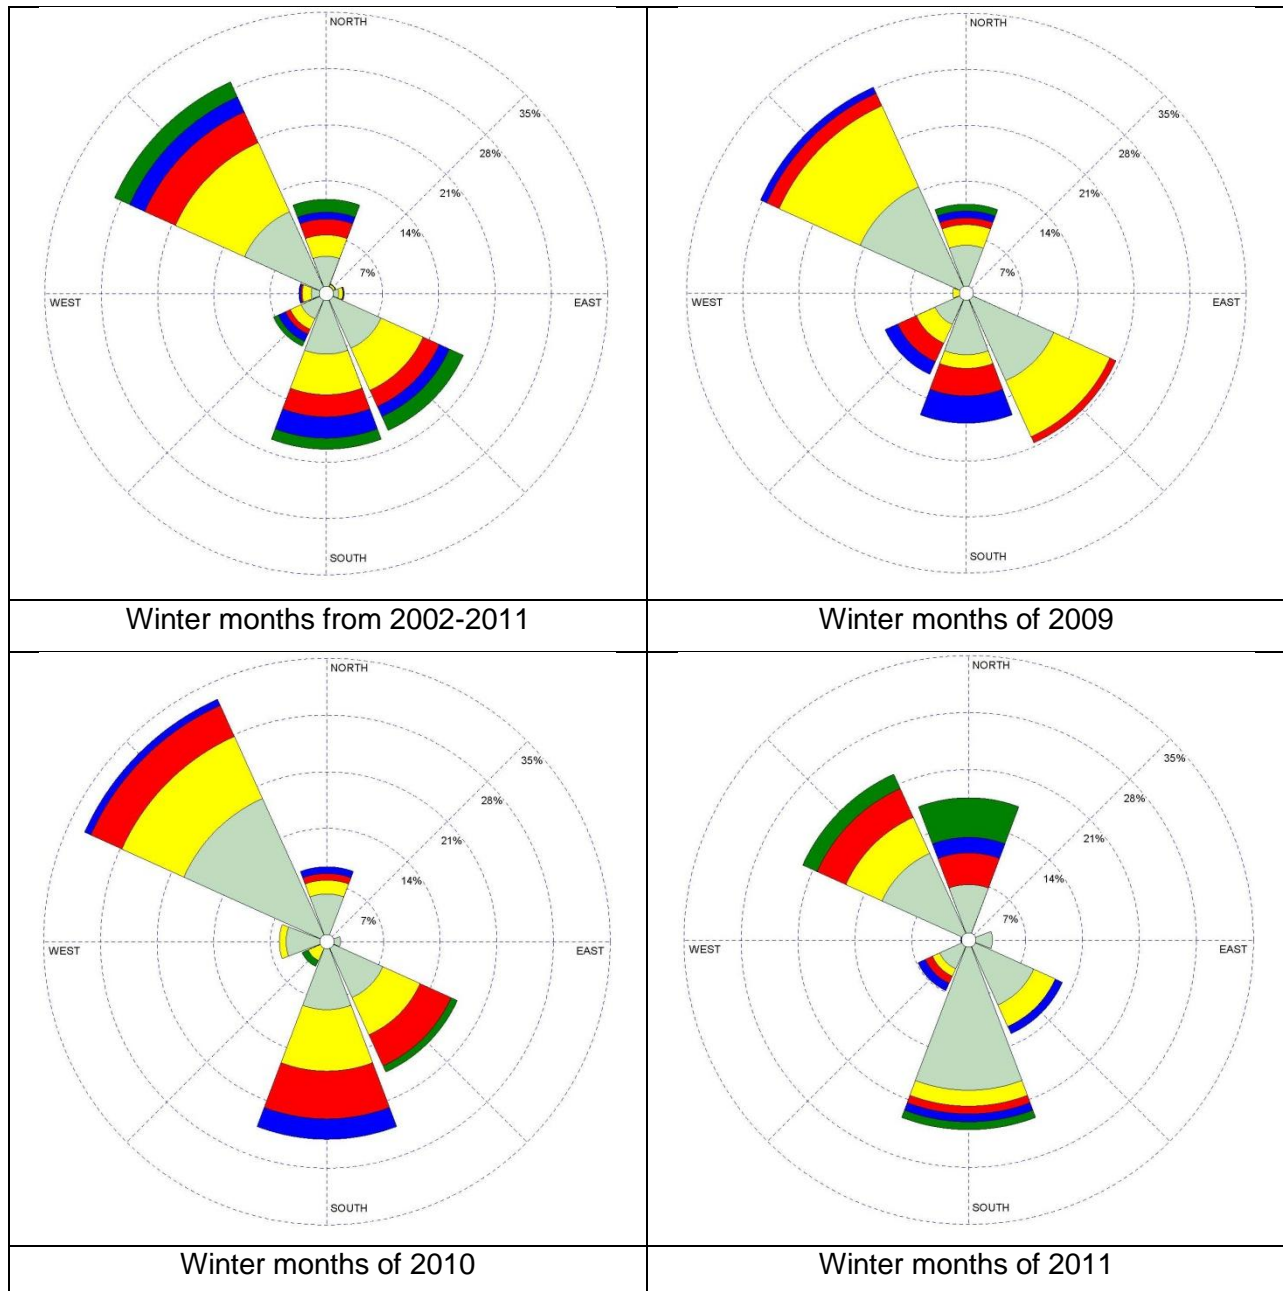 NORTH
35%
28%
21%
14%
7%
WEST
EAST
SOUTH
Winter months from 2002-2011
NORTH
35%
28%
21%
14%
7%
WEST
EAST
SOUTH
Winter months of 2009
NORTH
35%
28%
21%
14%
7%
WEST
EAST
SOUTH
Winter months of 2010
NORTH
35%
28%
21%
14%
7%
WEST
EAST
SOUTH
Winter months of 2011